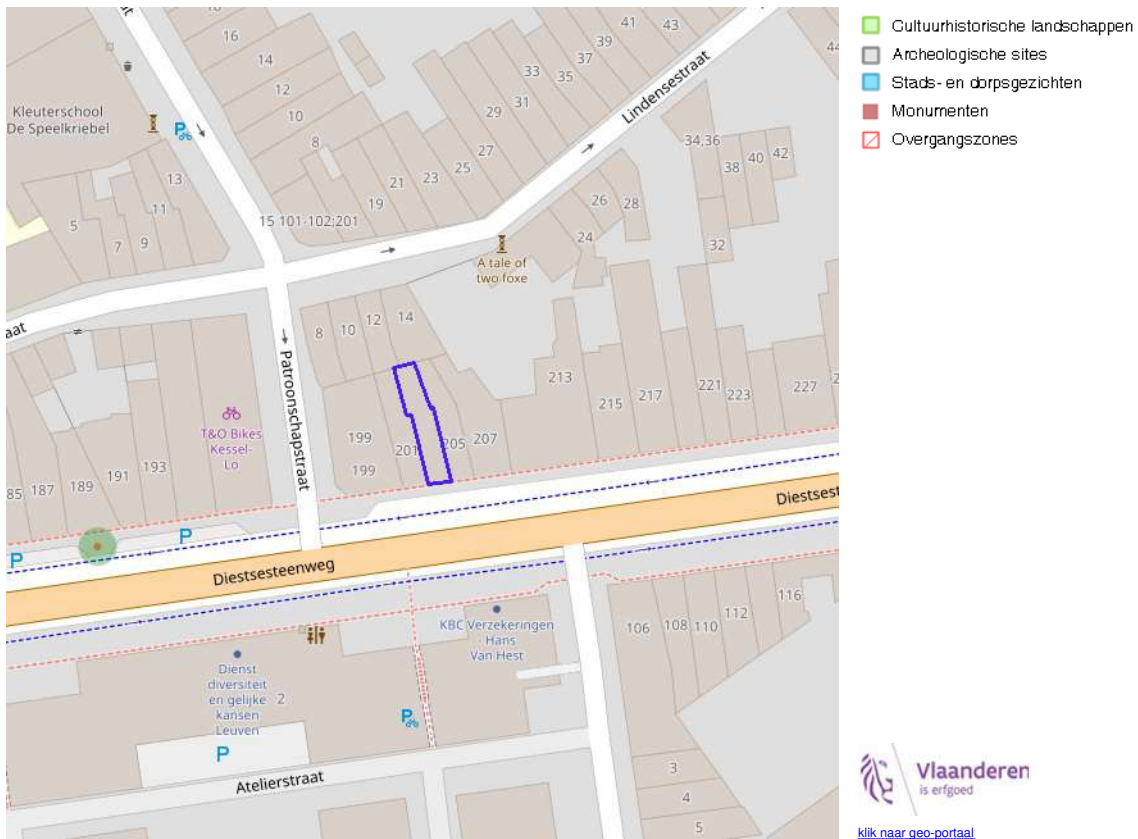 Cultuurhistorische landschappen
Archeologische sites
Stads- en dorpsgezichten
Monumenten
Overgangszones
16
14
12
10
8
41
43
39
37
35
33
31
29
27
25
23
21
19
15 101-102;201
Lindensestraat
34,36
38
40
42
32
26
28
24
Kleuterschool
De Speelkriebel
P
13
11
9
7
5
A tale of
two foxe
8
10
12
14
Patroonschapstraat
T&O Bikes
Kessel-
Lo
185
187
189
191
193
199
199
201
205
207
213
215
217
221
223
227
P
P
Diestsesteenweg
KBC Verzekeringen
- Hans
Van Hest
Dienst
diversiteit
en gelijke
kansen
Leuven
2
P
P
Atelierstraat
106
108
110
112
116
3
4
5
Vlaanderen
is erfgoed
klik naar geo-portaal